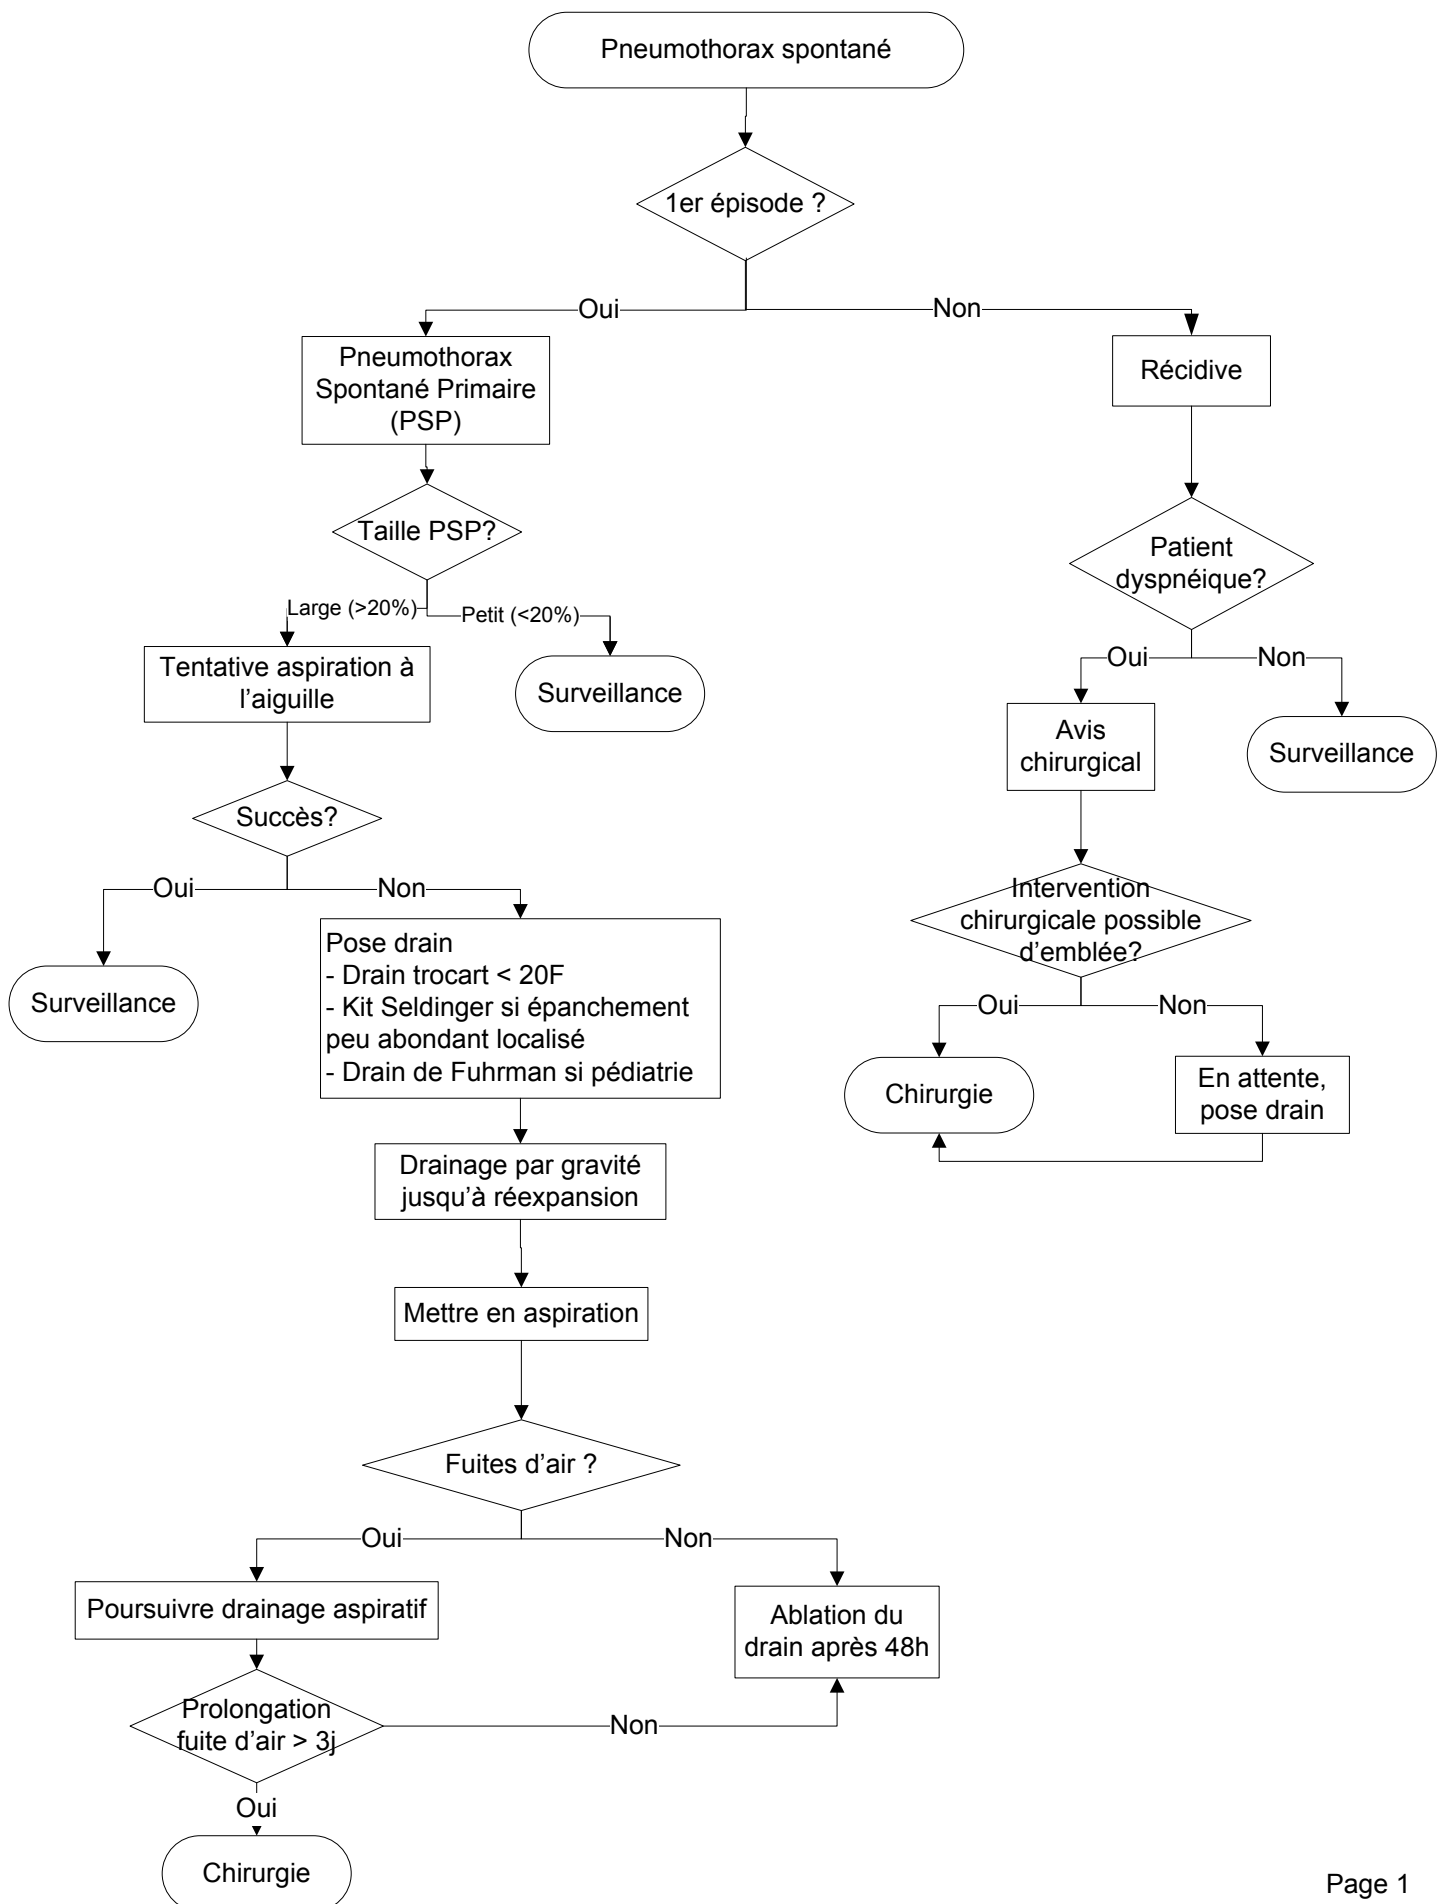 Pneumothorax spontané
1er épisode ?
Oui
Non
Pneumothorax
Spontané Primaire
(PSP)
Récidive
Taille PSP?
Patient
dyspnéique?
Large (>20%)
Petit (<20%)
Tentative aspiration à
l’aiguille
Surveillance
Oui
Non
Avis
chirurgical
Surveillance
Succès?
Oui
Non
Intervention
chirurgicale possible
d’emblée?
Surveillance
Pose drain
- Drain trocart < 20F
- Kit Seldinger si épanchement
peu abondant localisé
- Drain de Fuhrman si pédiatrie
Oui
Non
Chirurgie
En attente,
pose drain
Drainage par gravité
jusqu’à réexpansion
Mettre en aspiration
Fuites d’air ?
Oui
Non
Poursuivre drainage aspiratif
Ablation du
drain après 48h
Prolongation
fuite d’air > 3j
Non
Oui
Chirurgie
Page 1